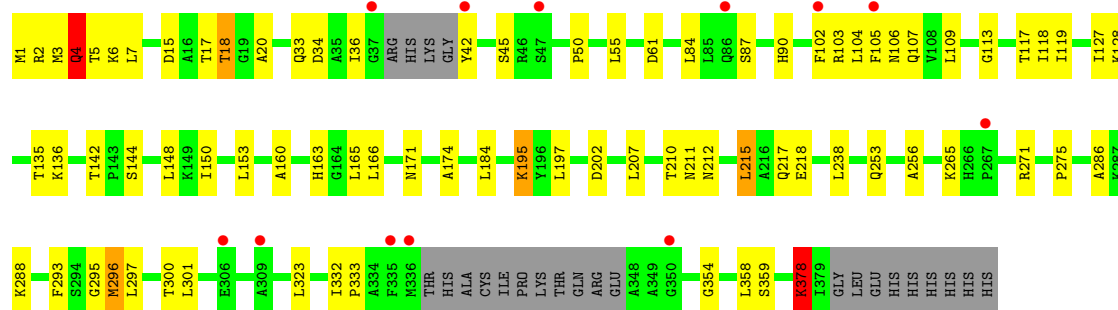 M1 R2 M3 Q4 T5 K6 L7 D15 A16 T17 T18 G19 A20 Q33 D34 A35 I36 G37 ARG HIS LYS GLY Y42 S45 R46 S47 P50 L55 D61 L84 L85 Q86 S87 H90 F102 R103 L104 F105 N106 Q107 V108 L109 G113 T117 I118 I119 I127 K128
T135 K136 T142 P143 S144 L148 K149 I150 L153 A160 H163 G164 L165 L166 N171 A174 L184 K195 Y196 L197 D202 L207 T210 N211 N212 L215 A216 Q217 E218 L238 Q253 A256 K265 H266 P267 R271 P275 A286 K287
K288 F293 S294 G295 M296 L297 T300 L301 E306 A309 L323 I332 P333 A334 F335 M336 THR HIS ALA CYS ILE PRO LYS THR GLN ARG GLU A348 A349 G350 G354 L358 S359 K378 I379 GLY LEU GLU HIS HIS HIS HIS HIS HIS